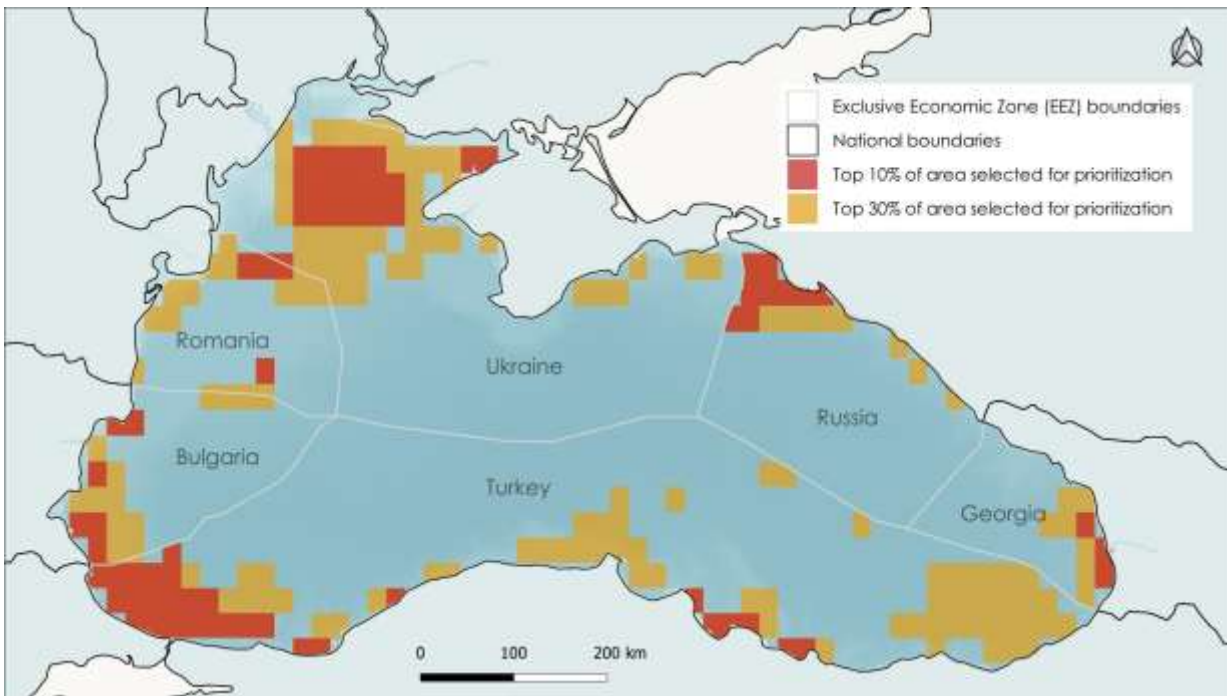 Exclusive Economic Zone (EEZ) boundaries
National boundaries
Top 10% of area selected for prioritization
Top 30% of area selected for prioritization
Romania
Ukraine
Russia
Bulgaria
Turkey
Georgia
0 100 200 km